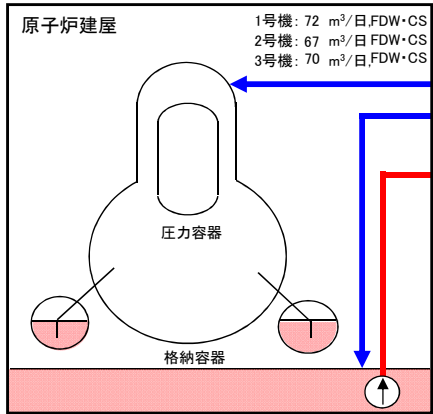 原子炉建屋
1号機: 72 m³/日,FDW・CS
2号機: 67 m³/日 FDW・CS
3号機: 70 m³/日,FDW・CS
圧力容器
格納容器